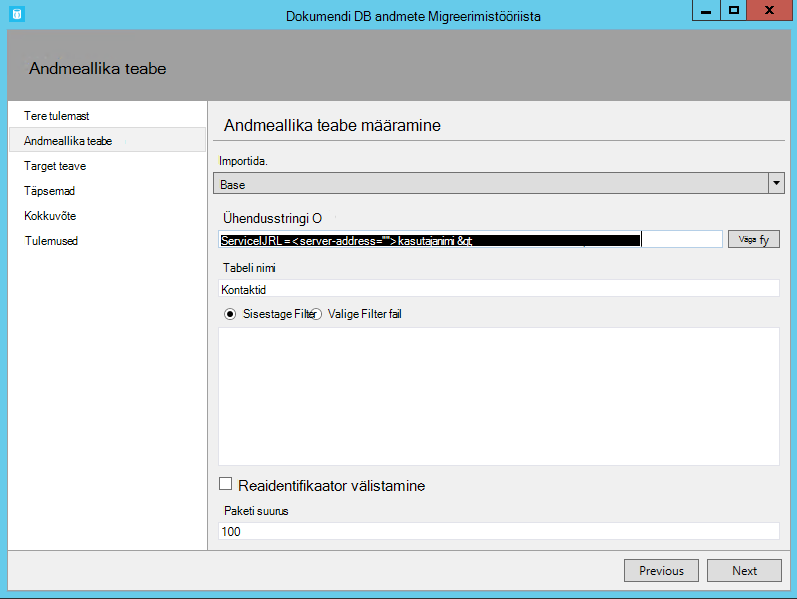 Dokumendi DB andmete Migreerimistööriista
Andmeallika teabe
Tere tulemast
Andmeallika teabe
Target teave
Täpsemad
Kokkuvõte
Tulemused
Andmeallika teabe määramine
Importida.
Base
Ühendusstringi O
ServiceIJRL=<server-address="">kasutajanimi &gt;
Väga fy
Tabeli nimi
Kontaktid
Sisestage Filter Valige Filter fail
Reaidentifikaator välistamine
Paketi suurus
100
Previous Next